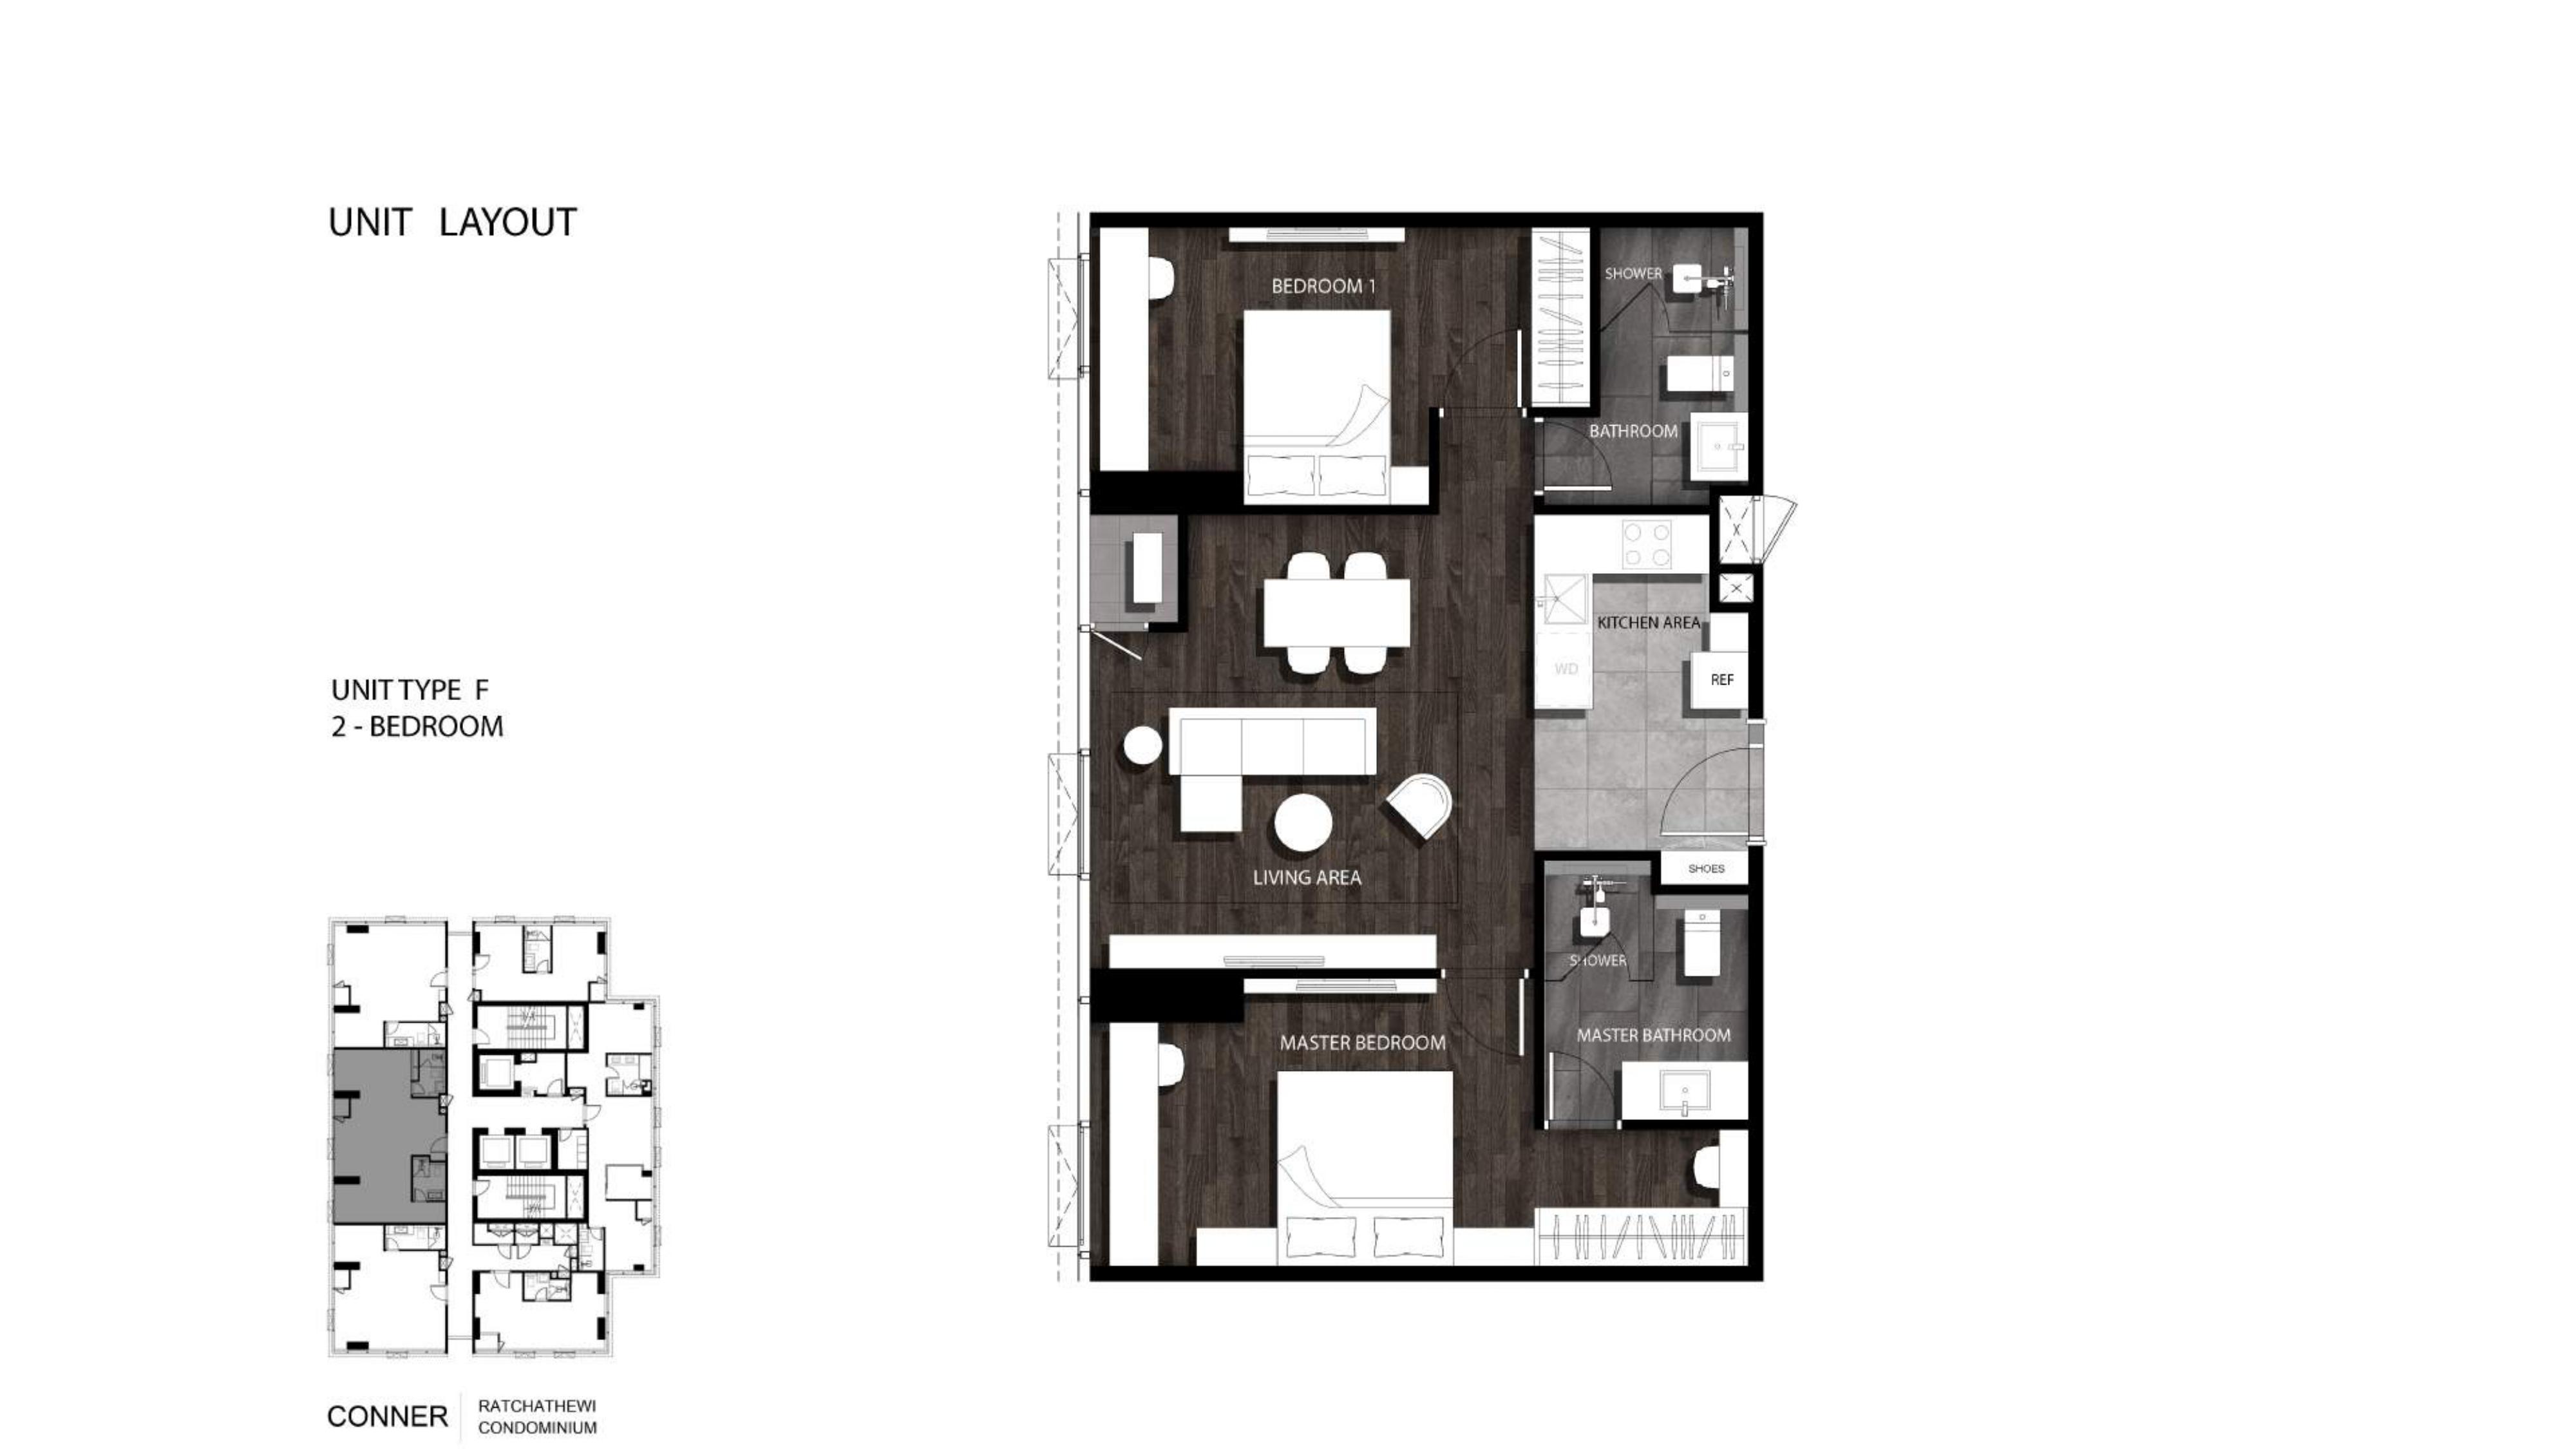 UNIT LAYOUT
UNIT TYPE F
2 - BEDROOM
BEDROOM 1
SHOWER
BATHROOM
KITCHEN AREA
WD
REF
LIVING AREA
SHOES
SHOWER
MASTER BATHROOM
MASTER BEDROOM
CONNER
RATCHATHEWI
CONDOMINIUM